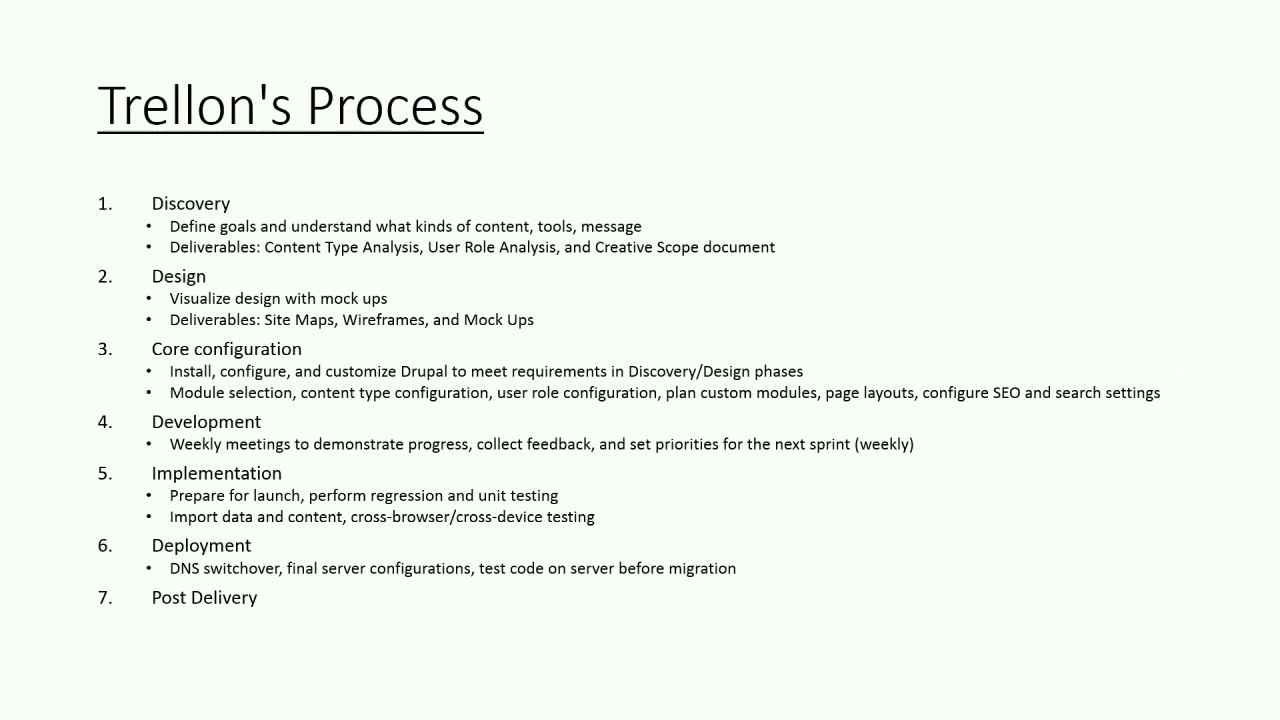 Trellon's Process
1. Discovery
• Define goals and understand what kinds of content, tools, message
• Deliverables: Content Type Analysis, User Role Analysis, and Creative Scope document
2. Design
• Visualize design with mock ups
• Deliverables: Site Maps, Wireframes, and Mock Ups
3. Core configuration
• Install, configure, and customize Drupal to meet requirements in Discovery/Design phases
• Module selection, content type configuration, user role configuration, plan custom modules, page layouts, configure SEO and search settings
4. Development
• Weekly meetings to demonstrate progress, collect feedback, and set priorities for the next sprint (weekly)
5. Implementation
• Prepare for launch, perform regression and unit testing
• Import data and content, cross-browser/cross-device testing
6. Deployment
• DNS switchover, final server configurations, test code on server before migration
7. Post Delivery